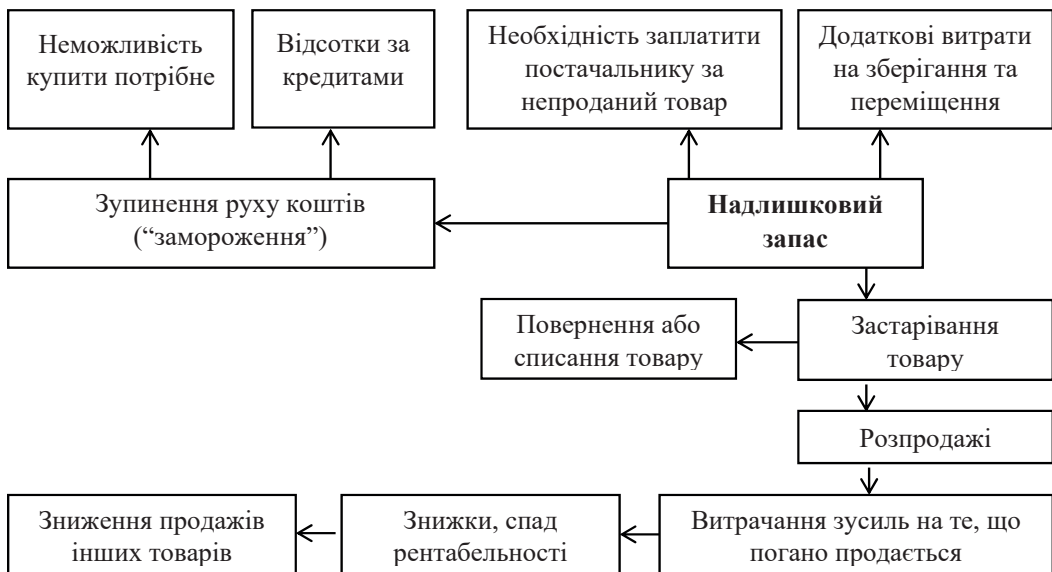 Неможливість
купити потрібне
Відсотки за
кредитами
Необхідність заплатити
постачальнику за
непроданий товар
Додаткові витрати
на зберігання та
переміщення
Зупинення руху коштів
(“замороження”)
Надлишковий
запас
Повернення або
списання товару
Застарівання
товару
Розпродажі
Зниження продажів
інших товарів
Знижки, спад
рентабельності
Витрачання зусиль на те, що
погано продається